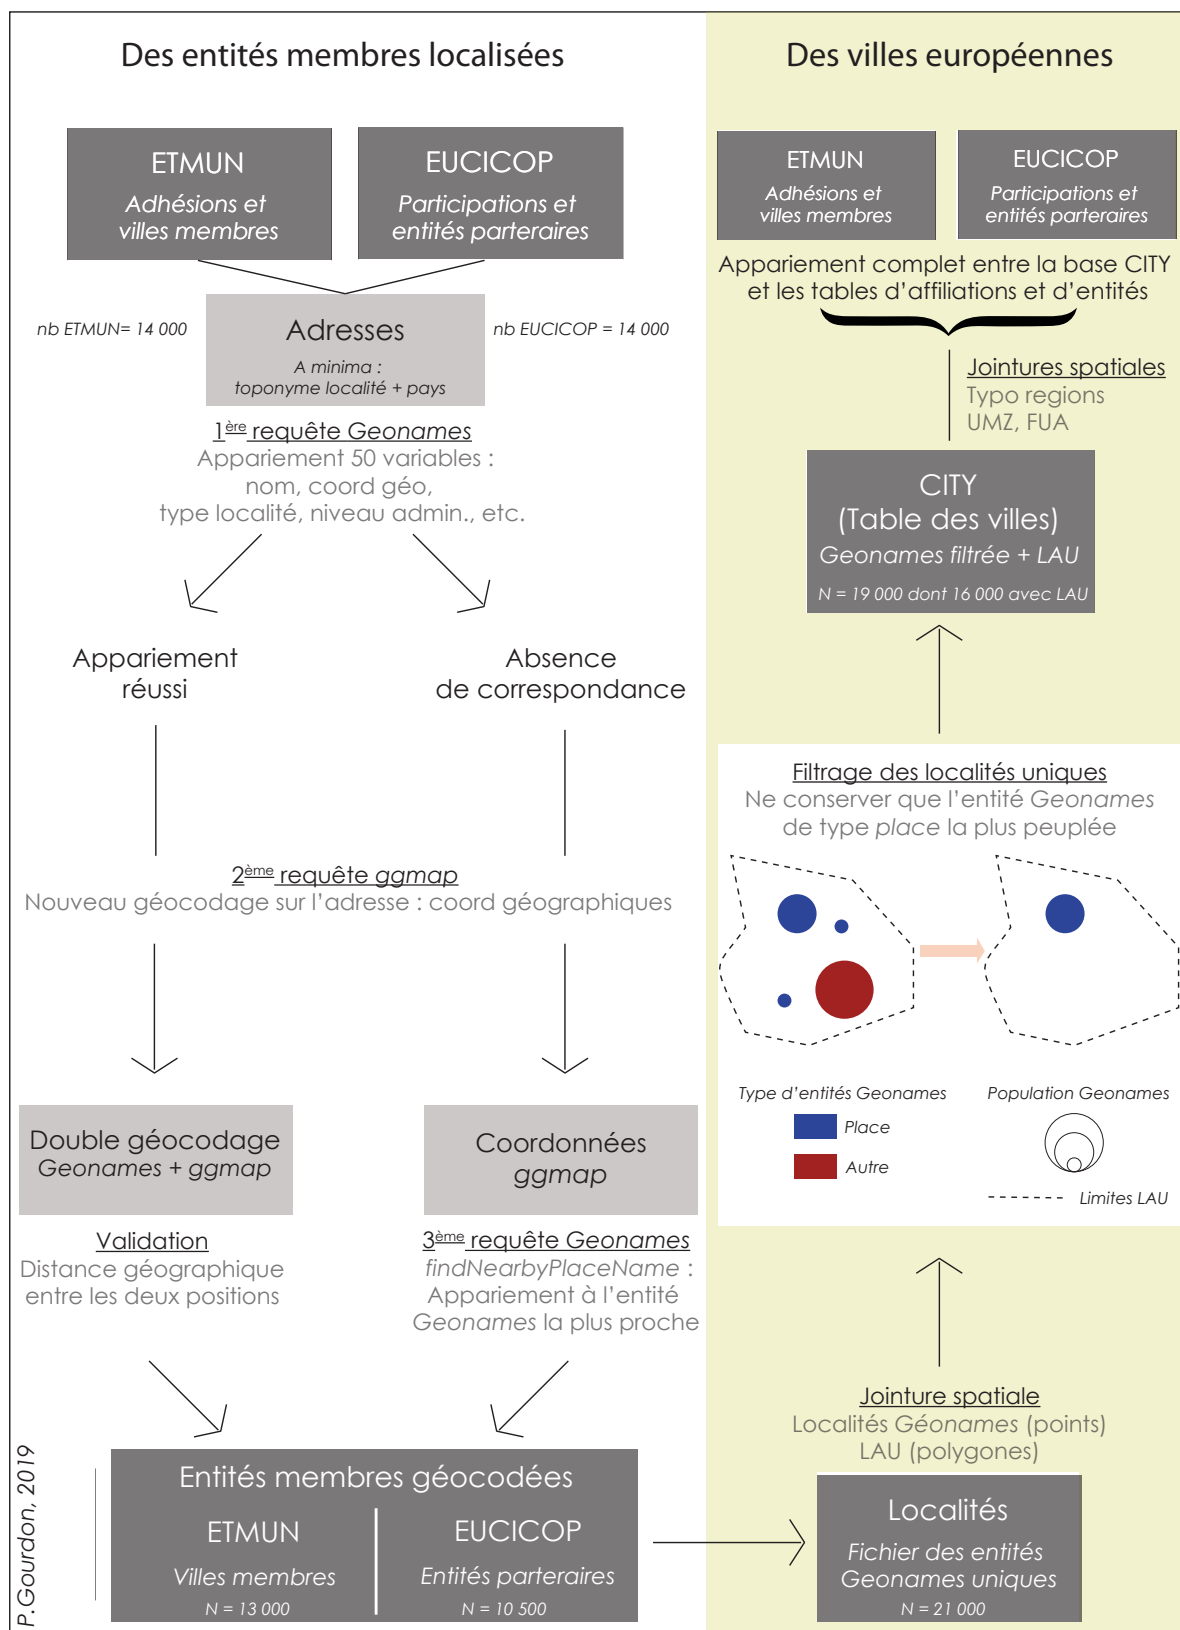 Des entités membres localisées
ETMUN
Adhésions et
villes membres
EUCICOP
Participations et
entités parteraires
nb ETMUN= 14 000
Adresses
A minima :
toponyme localité + pays
nb EUCICOP = 14 000
1ère requête Geonames
Appariement 50 variables :
nom, coord géo,
type localité, niveau admin., etc.
Appariement
réussi
Absence
de correspondance
2ème requête ggmap
Nouveau géocodage sur l'adresse : coord géographiques
Double géocodage
Geonames + ggmap
Coordonnées
ggmap
Validation
Distance géographique
entre les deux positions
3ème requête Geonames
findNearbyPlaceName :
Appariement à l'entité
Geonames la plus proche
Entités membres géocodées
ETMUN
Villes membres
N = 13 000
EUCICOP
Entités parteraires
N = 10 500
P.Gourdon, 2019
Des villes européennes
ETMUN
Adhésions et
villes membres
EUCICOP
Participations et
entités parteraires
Appariement complet entre la base CITY
et les tables d'affiliations et d'entités
Jointures spatiales
Typo regions
UMZ, FUA
CITY
(Table des villes)
Geonames filtrée + LAU
N = 19 000 dont 16 000 avec LAU
Filtrage des localités uniques
Ne conserver que l'entité Geonames
de type place la plus peuplée
Type d'entités Geonames
Place
Autre
Population Geonames
Limites LAU
Jointure spatiale
Localités Géonames (points)
LAU (polygones)
Localités
Fichier des entités
Geonames uniques
N = 21 000